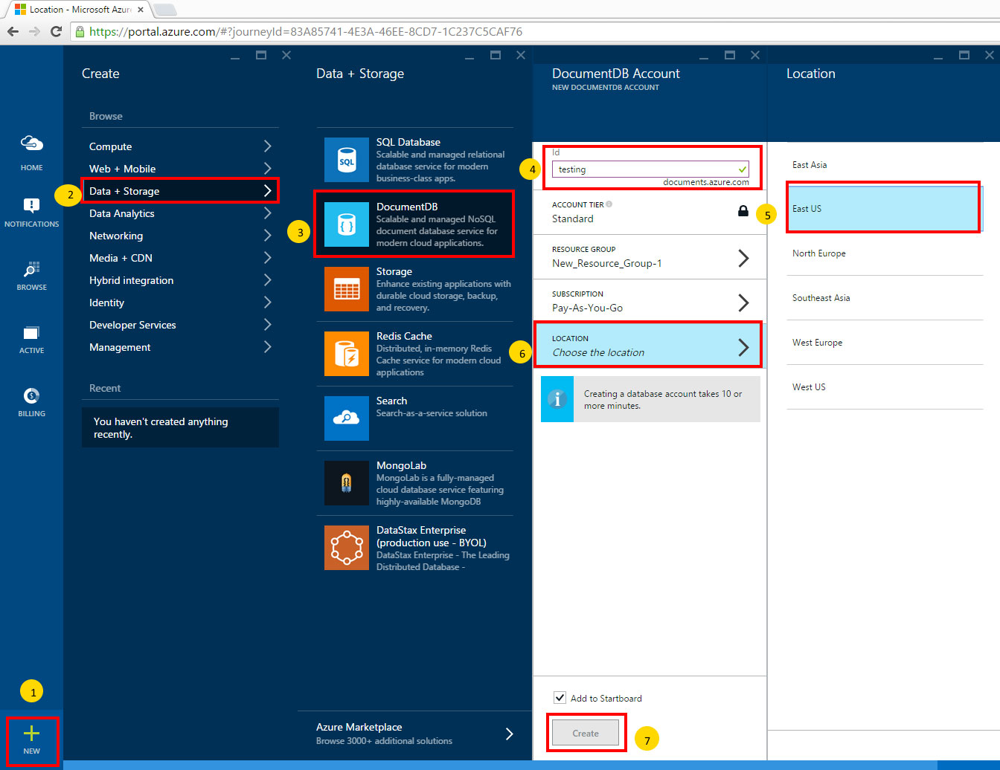 Location - Microsoft Azur
https://portal.azure.com/#?journeyId=83A85741-4E3A-46EE-8CD7-1C237C5CAF76
HOME
NOTIFICATIONS
BROWSE
ACTIVE
BILLING
1
NEW
Create
Browse
Compute
Web + Mobile
2
Data + Storage
Data Analytics
Networking
Media + CDN
Hybrid integration
Identity
Developer Services
Management
Recent
You haven't created anything
recently.
Data + Storage
SQL
SQL Database
Scalable and managed relational
database service for modern
business-class apps.
3
DocumentDB
Scalable and managed NoSQL
document database service for
modern cloud applications.
Storage
Enhance existing applications with
durable cloud storage, backup,
and recovery.
Redis Cache
Distributed, in-memory Redis
Cache service for modern cloud
applications
Search
Search-as-a-service solution
MongoLab
MongoLab is a fully-managed
cloud database service featuring
highly-available MongoDB
DataStax Enterprise
(production use - BYOL)
DataStax Enterprise - The Leading
Distributed Database -
Azure Marketplace
Browse 3000+ additional solutions
DocumentDB Account
NEW DOCUMENTDB ACCOUNT
4
Id
testing
documents.azure.com
ACCOUNT TIER
Standard
RESOURCE GROUP
New_Resource_Group-1
SUBSCRIPTION
Pay-As-You-Go
6
LOCATION
Choose the location
Creating a database account takes 10 or
more minutes.
Add to Startboard
Create
7
Location
East Asia
5
East US
North Europe
Southeast Asia
West Europe
West US